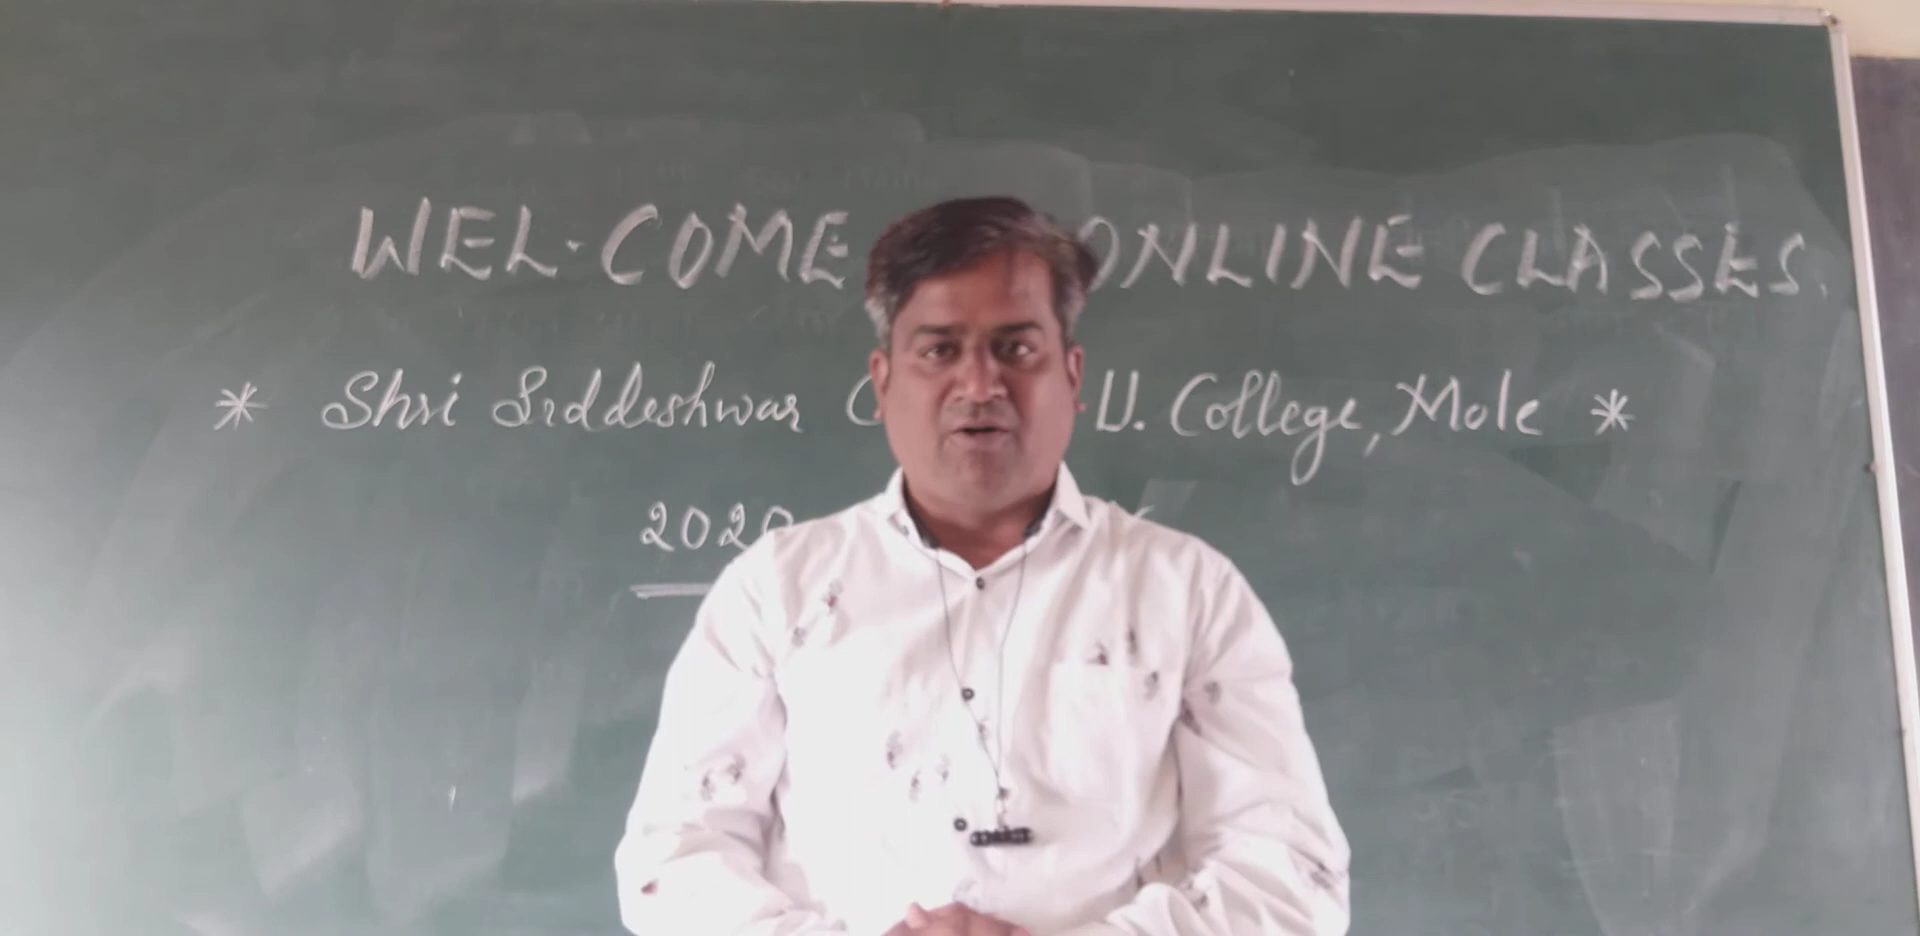 WEL·COME ONLINE CLASSES.
* Shri Siddeshwar C U. College, Mole *
2020